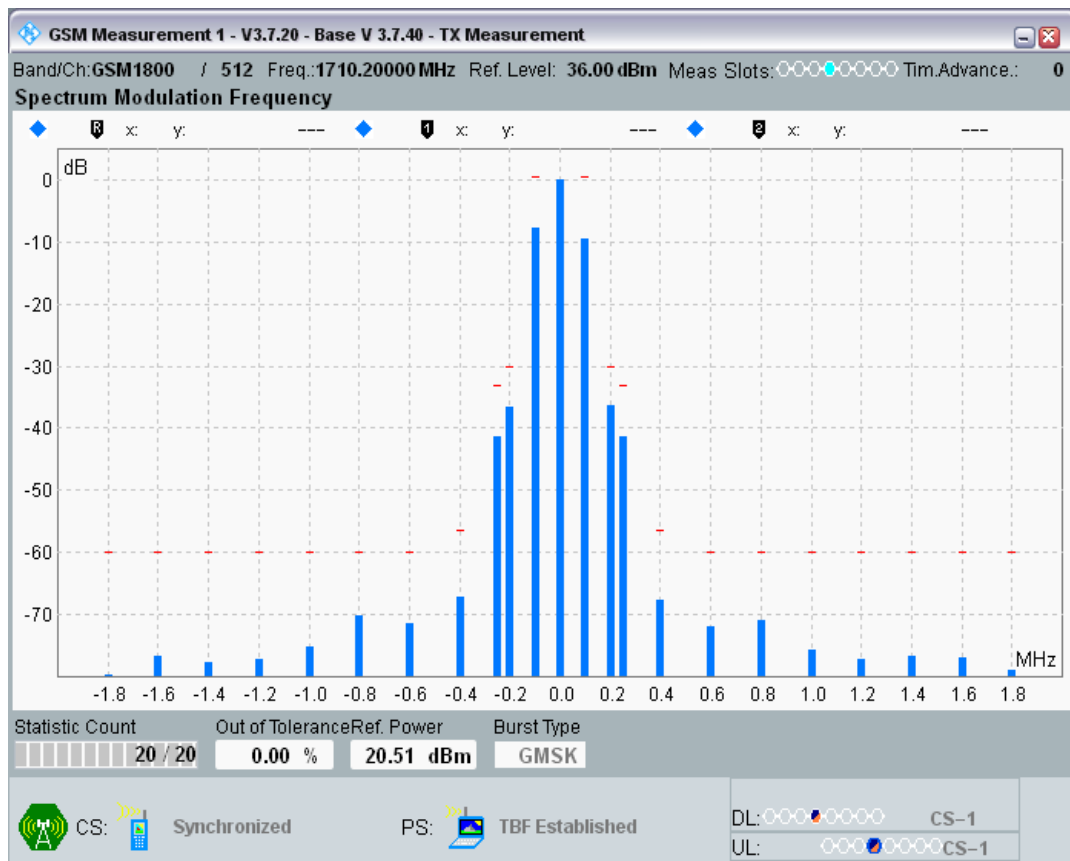 GSM Measurement 1 - V3.7.20 - Base V 3.7.40 - TX Measurement
Band/Ch:GSM1800 / 512 Freq.:1710.20000 MHz Ref. Level: 36.00 dBm Meas Slots: Tim.Advance.: 0
Spectrum Modulation Frequency
R x: y: --- 1 x: y: --- 2 x: y: ---
dB
0
-10
-20
-30
-40
-50
-60
-70
MHz
-1.8 -1.6 -1.4 -1.2 -1.0 -0.8 -0.6 -0.4 -0.2 0.0 0.2 0.4 0.6 0.8 1.0 1.2 1.4 1.6 1.8
Statistic Count Out of Tolerance Ref. Power Burst Type
20 / 20 0.00 % 20.51 dBm GMSK
DL: CS-1
CS: Synchronized PS: TBF Established
UL: CS-1